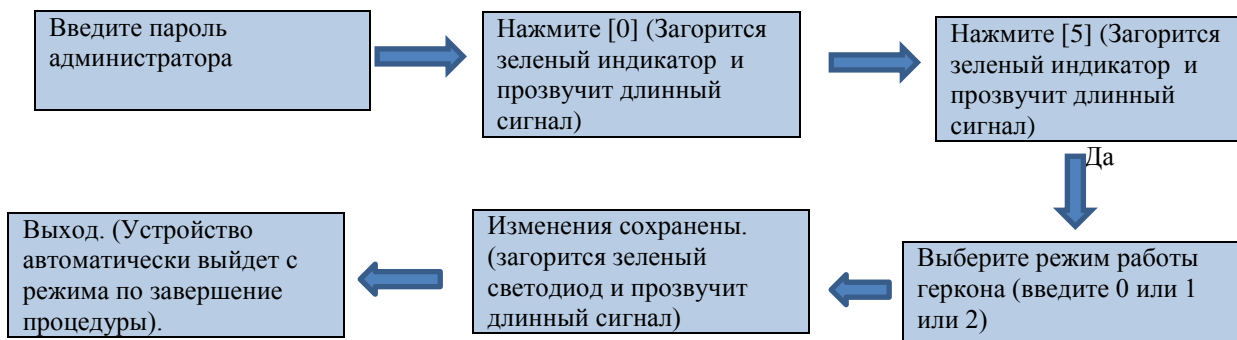 Введите пароль
администратора
Нажмите [0] (Загорится
зеленый индикатор и
прозвучит длинный
сигнал)
Нажмите [5] (Загорится
зеленый индикатор и
прозвучит длинный
сигнал)
Да
Выберите режим работы
геркона (введите 0 или 1
или 2)
Изменения сохранены.
(загорится зеленый
светодиод и прозвучит
длинный сигнал)
Выход. (Устройство
автоматически выйдет с
режима по завершение
процедуры).